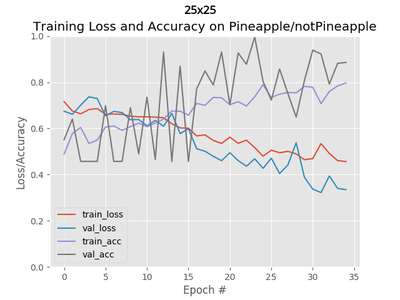 25x25
Training Loss and Accuracy on Pineapple/notPineapple
Loss/Accuracy
1.0
0.8
0.6
0.4
0.2
0.0
train_loss
val_loss
train_acc
val_acc
0 5 10 15 20 25 30 35
Epoch #